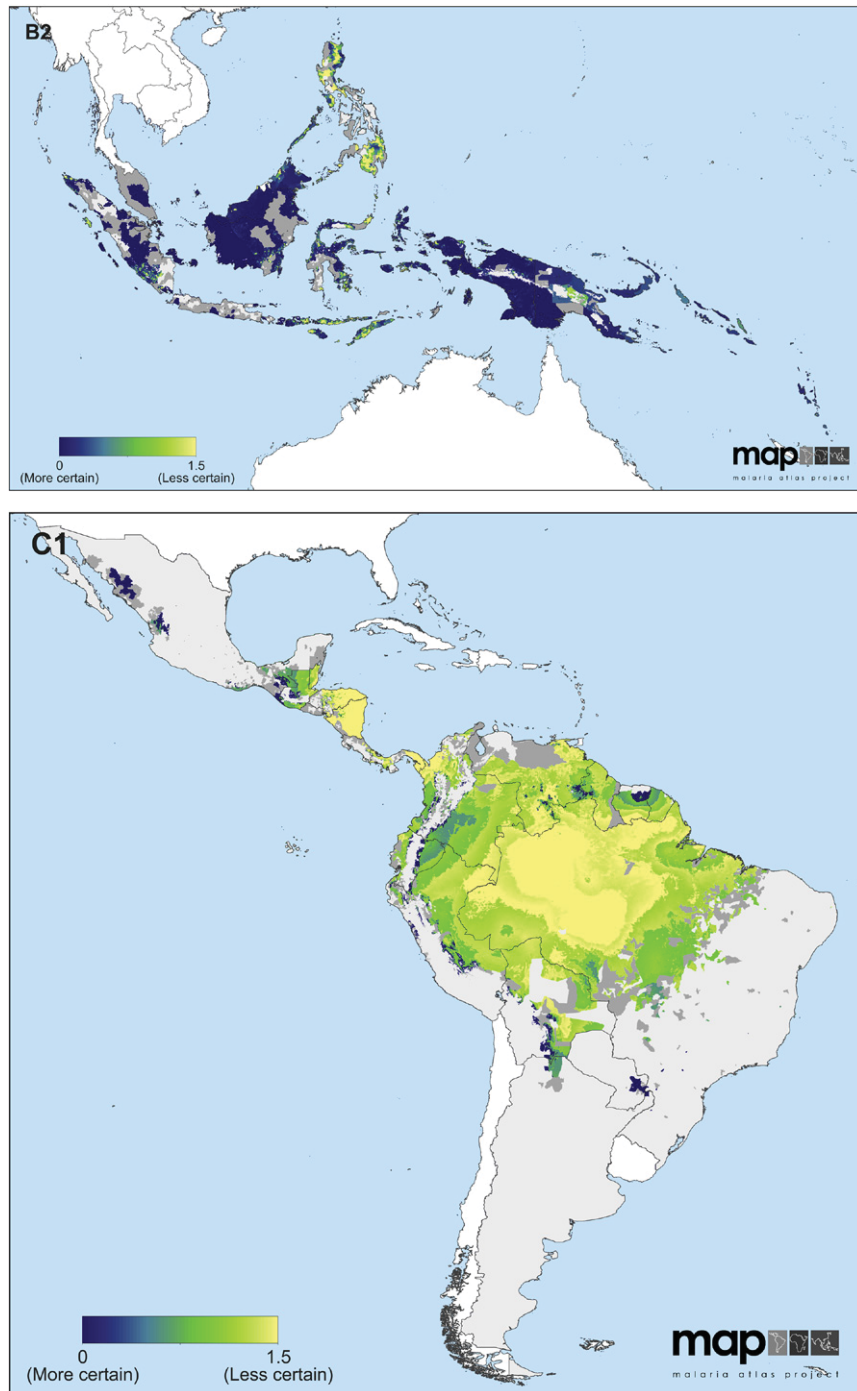 B2
0
1.5
(More certain)
(Less certain)
map
malaria atlas project
C1
0
1.5
(More certain)
(Less certain)
map
malaria atlas project